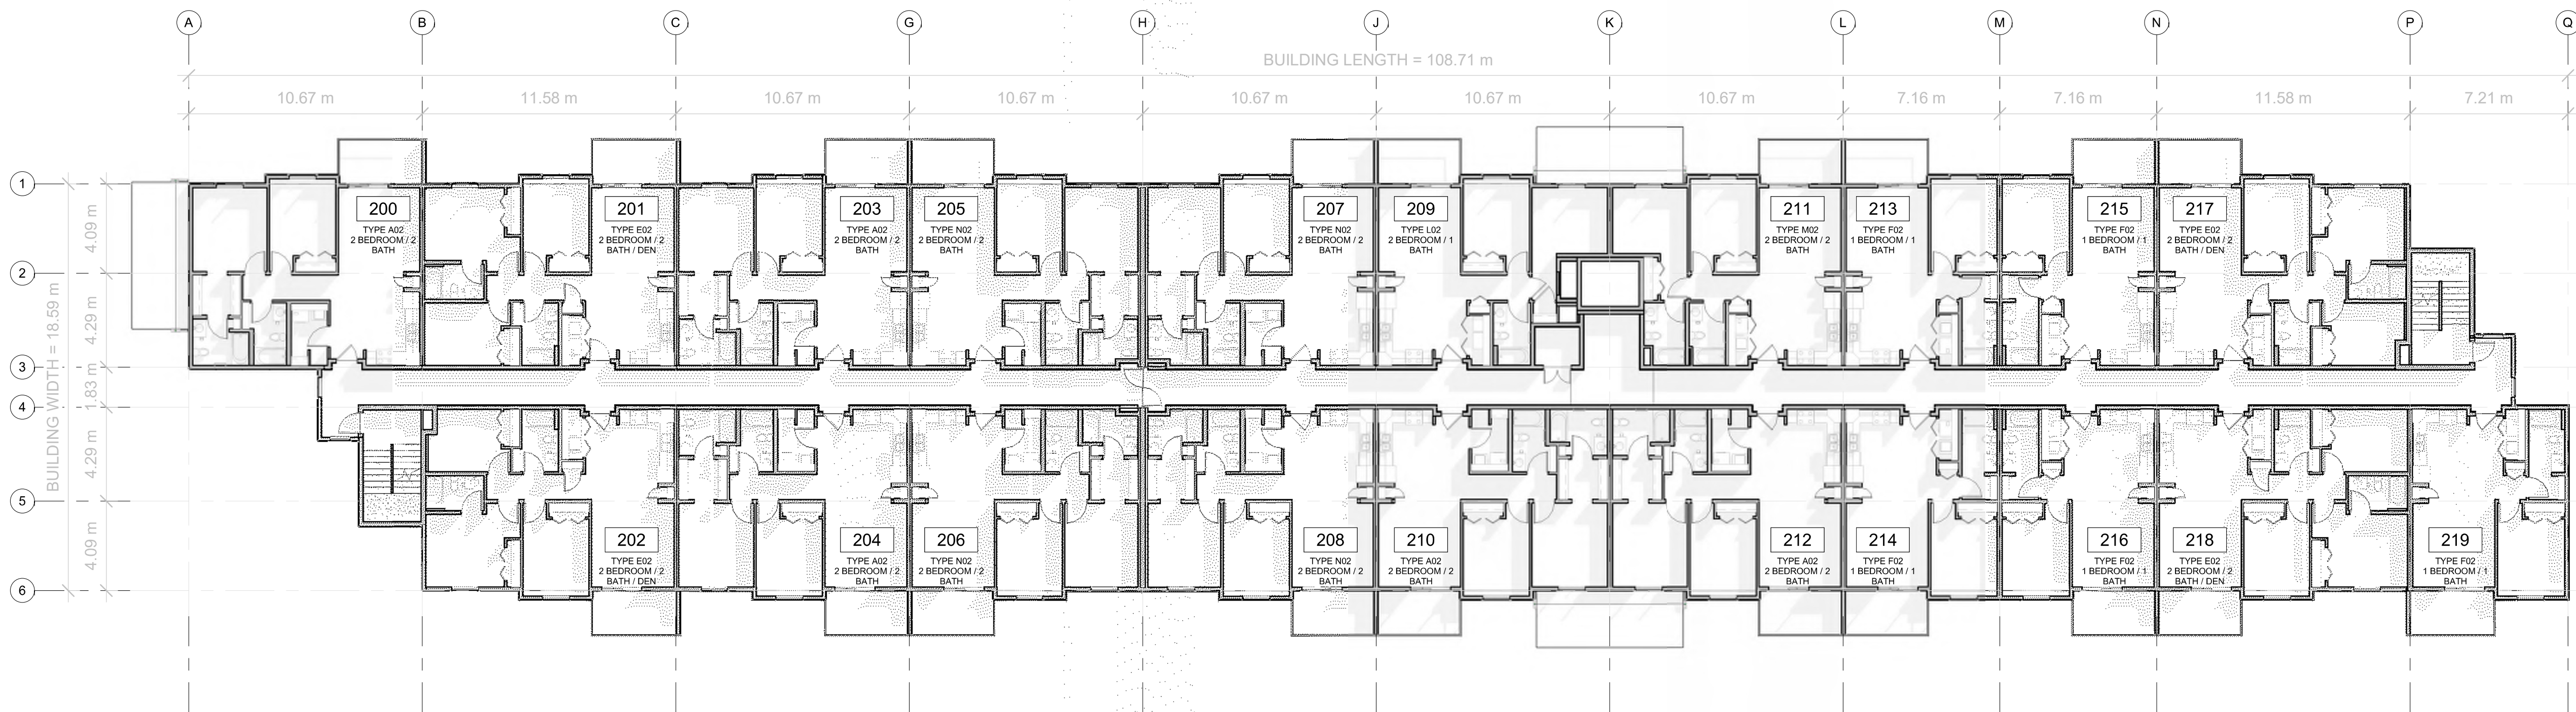 A B C G H J K L M N P Q
BUILDING LENGTH = 108.71 m
10.67 m 11.58 m 10.67 m 10.67 m 10.67 m 10.67 m 10.67 m 7.16 m 7.16 m 11.58 m 7.21 m
1
2
3
4
5
6
BUILDING WIDTH = 18.59 m
4.09 m
4.29 m
1.83 m
4.29 m
4.09 m
200
TYPE A02
2 BEDROOM / 2
BATH
201
TYPE E02
2 BEDROOM / 2
BATH / DEN
203
TYPE A02
2 BEDROOM / 2
BATH
205
TYPE N02
2 BEDROOM / 2
BATH
207
TYPE N02
2 BEDROOM / 2
BATH
209
TYPE L02
2 BEDROOM / 1
BATH
211
TYPE M02
2 BEDROOM / 2
BATH
213
TYPE F02
1 BEDROOM / 1
BATH
215
TYPE F02
1 BEDROOM / 1
BATH
217
TYPE E02
2 BEDROOM / 2
BATH / DEN
202
TYPE E02
2 BEDROOM / 2
BATH / DEN
204
TYPE A02
2 BEDROOM / 2
BATH
206
TYPE N02
2 BEDROOM / 2
BATH
208
TYPE N02
2 BEDROOM / 2
BATH
210
TYPE A02
2 BEDROOM / 2
BATH
212
TYPE A02
2 BEDROOM / 2
BATH
214
TYPE F02
1 BEDROOM / 1
BATH
216
TYPE F02
1 BEDROOM / 1
BATH
218
TYPE E02
2 BEDROOM / 2
BATH / DEN
219
TYPE F02
1 BEDROOM / 1
BATH